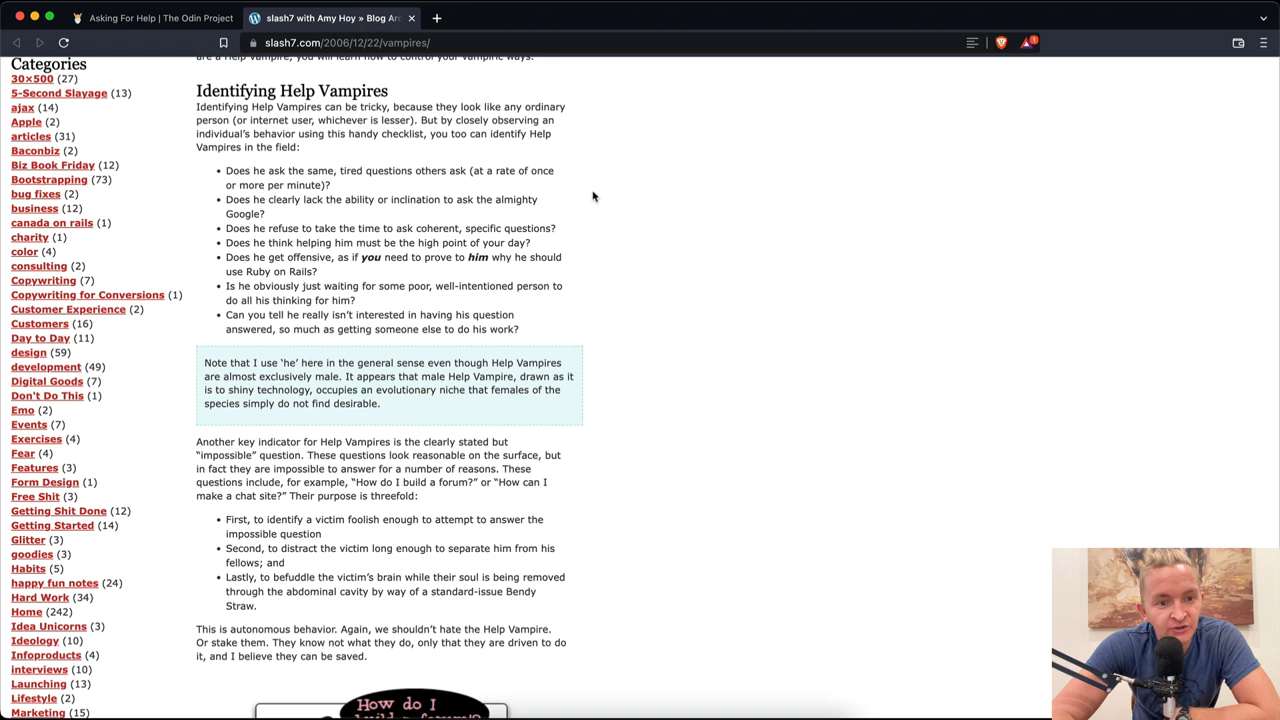 Asking For Help | The Odin Project
slash7 with Amy Hoy » Blog Arc
slash7.com/2006/12/22/vampires/
1
Categories
30×500 (27)
5-Second Slayage (13)
ajax (14)
Apple (2)
articles (31)
Baconbiz (2)
Biz Book Friday (12)
Bootstrapping (73)
bug fixes (2)
business (12)
canada on rails (1)
charity (1)
color (4)
consulting (2)
Copywriting (7)
Copywriting for Conversions (1)
Customer Experience (2)
Customers (16)
Day to Day (11)
design (59)
development (49)
Digital Goods (7)
Don't Do This (1)
Emo (2)
Events (7)
Exercises (4)
Fear (4)
Features (3)
Form Design (1)
Free Shit (3)
Getting Shit Done (12)
Getting Started (14)
Glitter (3)
goodies (3)
Habits (5)
happy fun notes (24)
Hard Work (34)
Home (242)
Idea Unicorns (3)
Ideology (10)
Infoproducts (4)
interviews (10)
Launching (13)
Lifestyle (2)
Marketing (15)
are a Help Vampire, you will learn how to control your vampiric ways.
Identifying Help Vampires
Identifying Help Vampires can be tricky, because they look like any ordinary
person (or internet user, whichever is lesser). But by closely observing an
individual's behavior using this handy checklist, you too can identify Help
Vampires in the field:
• Does he ask the same, tired questions others ask (at a rate of once
or more per minute)?
• Does he clearly lack the ability or inclination to ask the almighty
Google?
• Does he refuse to take the time to ask coherent, specific questions?
• Does he think helping him must be the high point of your day?
• Does he get offensive, as if you need to prove to him why he should
use Ruby on Rails?
• Is he obviously just waiting for some poor, well-intentioned person to
do all his thinking for him?
• Can you tell he really isn't interested in having his question
answered, so much as getting someone else to do his work?
Note that I use 'he' here in the general sense even though Help Vampires
are almost exclusively male. It appears that male Help Vampire, drawn as it
is to shiny technology, occupies an evolutionary niche that females of the
species simply do not find desirable.
Another key indicator for Help Vampires is the clearly stated but
“impossible” question. These questions look reasonable on the surface, but
in fact they are impossible to answer for a number of reasons. These
questions include, for example, “How do I build a forum?” or “How can I
make a chat site?” Their purpose is threefold:
• First, to identify a victim foolish enough to attempt to answer the
impossible question
• Second, to distract the victim long enough to separate him from his
fellows; and
• Lastly, to befuddle the victim's brain while their soul is being removed
through the abdominal cavity by way of a standard-issue Bendy
Straw.
This is autonomous behavior. Again, we shouldn't hate the Help Vampire.
Or stake them. They know not what they do, only that they are driven to do
it, and I believe they can be saved.
How do I